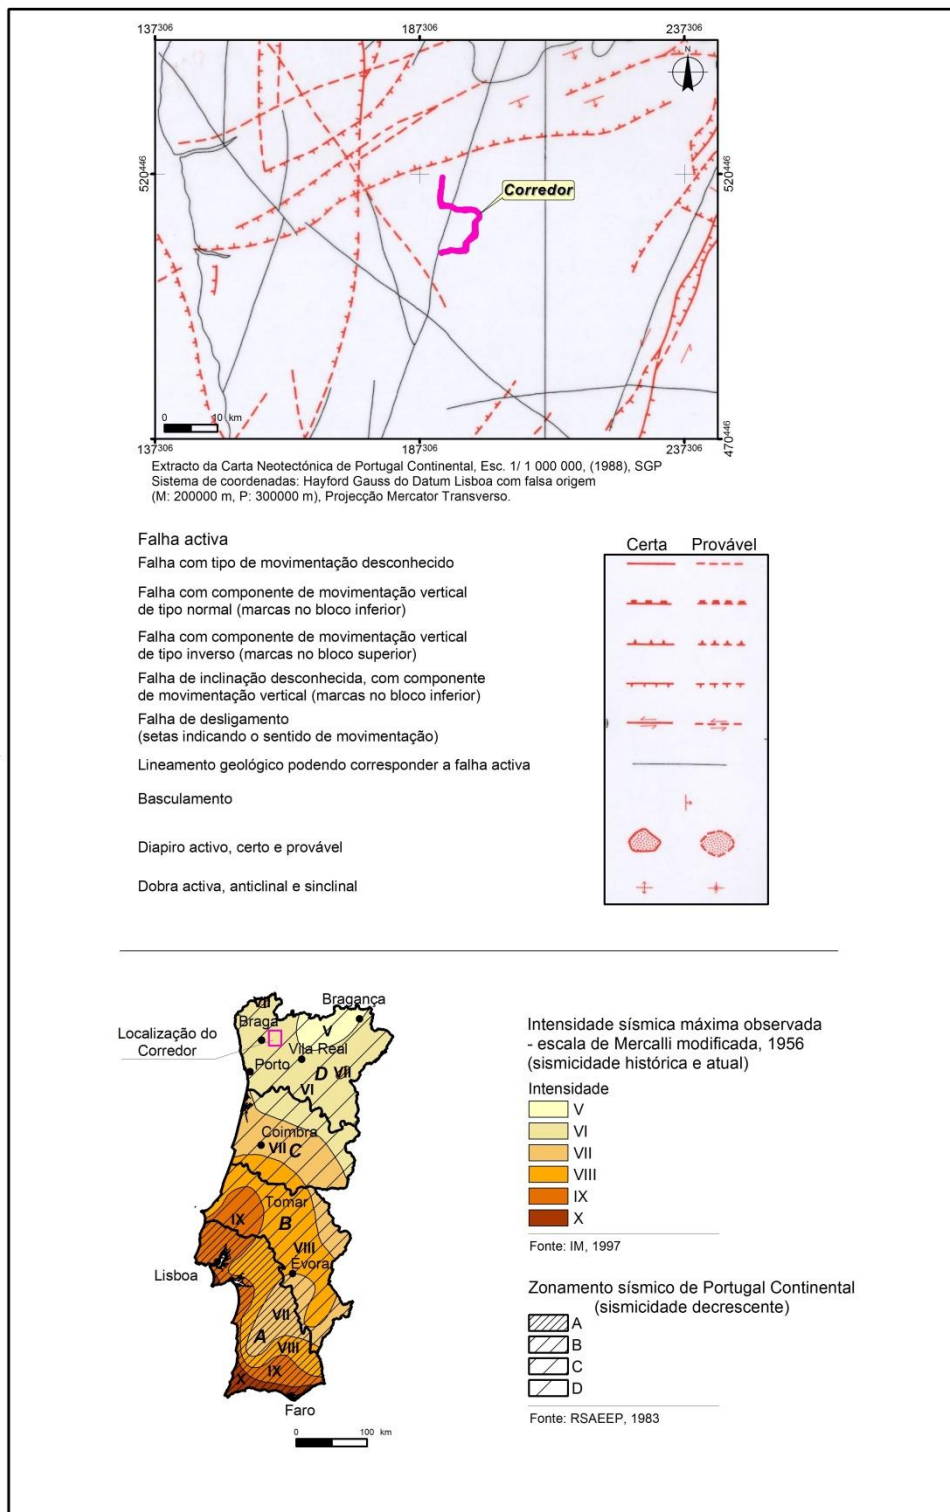 137306
187306
237306
N
520446
520446
Corredor
0 10 km
137306
187306
237306
470446
Extracto da Carta Neotectónica de Portugal Continental, Esc. 1/ 1 000 000, (1988), SGP
Sistema de coordenadas: Hayford Gauss do Datum Lisboa com falsa origem
(M: 200000 m, P: 300000 m), Projecção Mercator Transverso.
Falha activa
Certa Provável
Falha com tipo de movimentação desconhecido
Falha com componente de movimentação vertical
de tipo normal (marcas no bloco inferior)
Falha com componente de movimentação vertical
de tipo inverso (marcas no bloco superior)
Falha de inclinação desconhecida, com componente
de movimentação vertical (marcas no bloco inferior)
Falha de desligamento
(setas indicando o sentido de movimentação)
Lineamento geológico podendo corresponder a falha activa
Basculamento
Diapiro activo, certo e provável
Dobra activa, anticlinal e sinclinal
VII
Bragança
Braga
V
Localização do
Corredor
Vila Real
Porto
D VII
VI
Coimbra
VII C
Tomar
IX B
VIII
Évora
Lisboa
VII
A
VIII
IX
X
Faro
0 100 km
Intensidade sísmica máxima observada
- escala de Mercalli modificada, 1956
(sismicidade histórica e atual)
Intensidade
V
VI
VII
VIII
IX
X
Fonte: IM, 1997
Zonamento sísmico de Portugal Continental
(sismicidade decrescente)
A
B
C
D
Fonte: RSAEEP, 1983